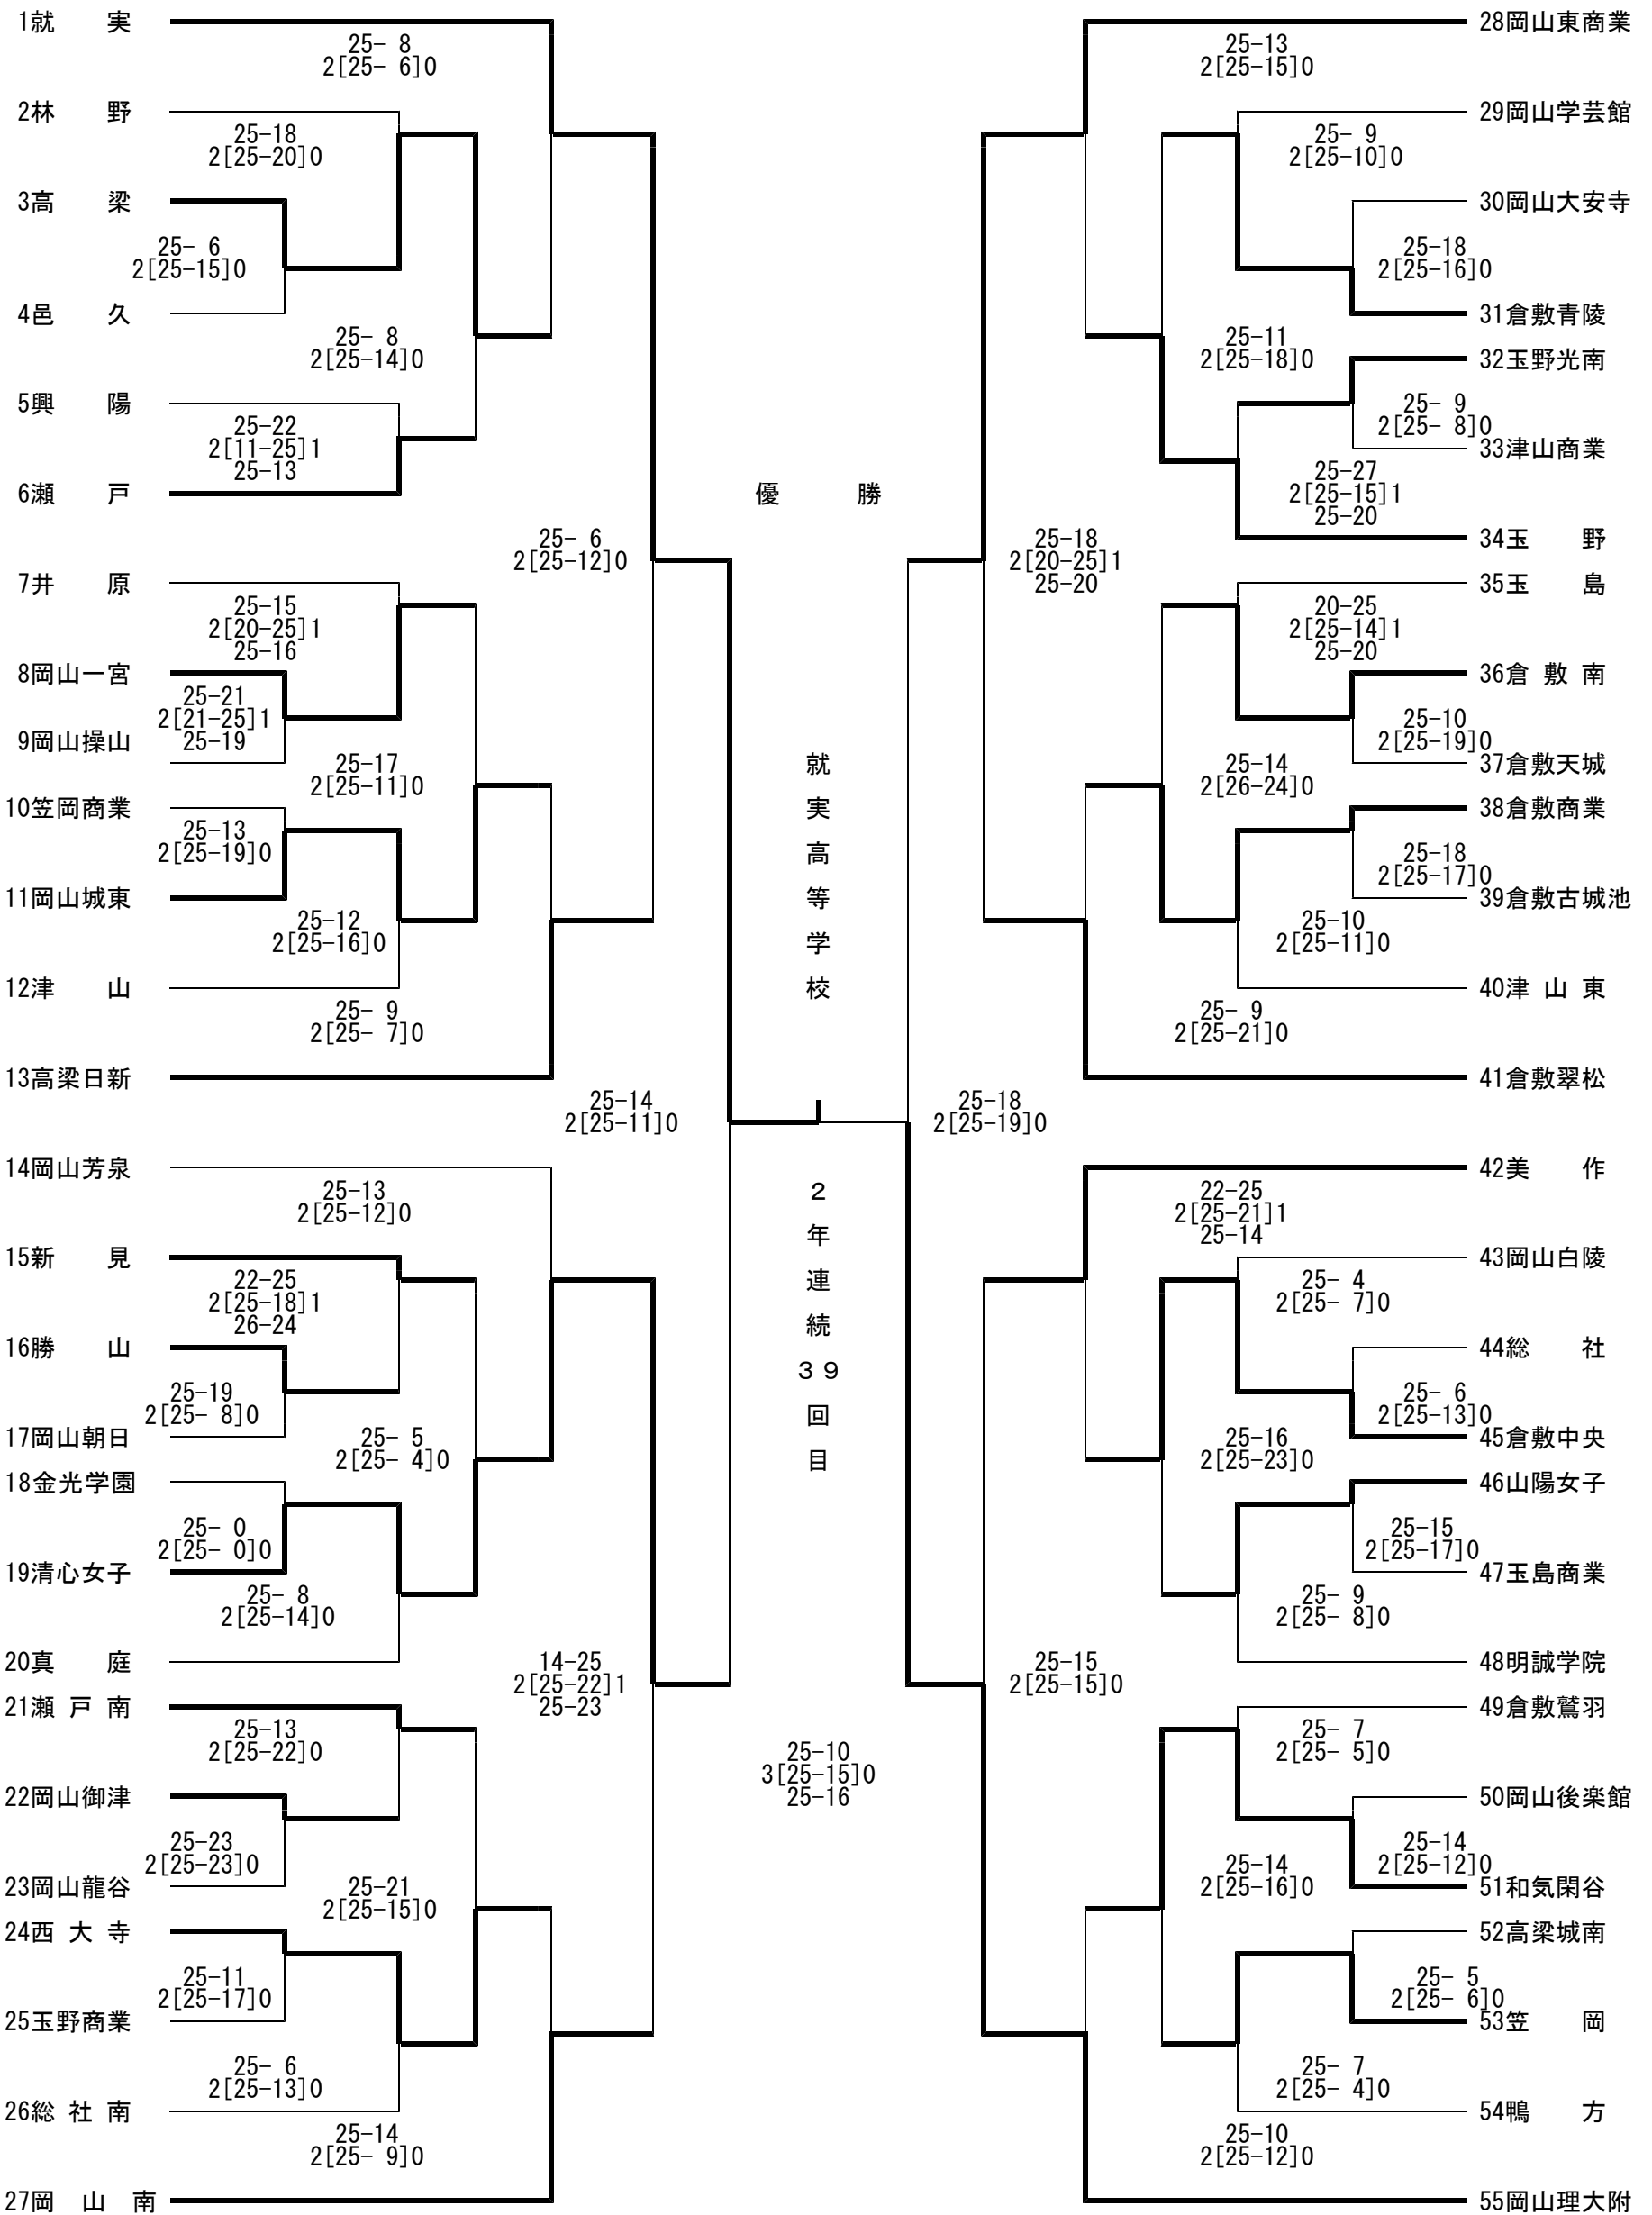 1就　実
25- 8
2[25- 6]0
2林　野
25-18
2[25-20]0
3高　梁
25- 6
2[25-15]0
4邑　久
25- 8
2[25-14]0
5興　陽
25-22
2[11-25]1
25-13
6瀬　戸
25- 6
2[25-12]0
7井　原
25-15
2[20-25]1
25-16
8岡山一宮
25-21
2[21-25]1
25-19
9岡山操山
25-17
2[25-11]0
10笠岡商業
25-13
2[25-19]0
11岡山城東
25-12
2[25-16]0
12津　山
25- 9
2[25- 7]0
13高梁日新
25-14
2[25-11]0
14岡山芳泉
25-13
2[25-12]0
15新　見
22-25
2[25-18]1
26-24
16勝　山
25-19
2[25- 8]0
17岡山朝日
25- 5
2[25- 4]0
18金光学園
25- 0
2[25- 0]0
19清心女子
25- 8
2[25-14]0
20真　庭
14-25
2[25-22]1
25-23
21瀬 戸 南
25-13
2[25-22]0
22岡山御津
25-23
2[25-23]0
23岡山龍谷
25-21
2[25-15]0
24西 大 寺
25-11
2[25-17]0
25玉野商業
25- 6
2[25-13]0
26総 社 南
25-14
2[25- 9]0
27岡 山 南
優　勝
就実高等学校
２年連続３９回目
25-10
3[25-15]0
25-16
28岡山東商業
25-13
2[25-15]0
29岡山学芸館
25- 9
2[25-10]0
30岡山大安寺
25-18
2[25-16]0
31倉敷青陵
25-11
2[25-18]0
32玉野光南
25- 9
2[25- 8]0
33津山商業
25-27
2[25-15]1
25-20
34玉　野
25-18
2[20-25]1
25-20
35玉　島
20-25
2[25-14]1
25-20
36倉 敷 南
25-10
2[25-19]0
37倉敷天城
25-14
2[26-24]0
38倉敷商業
25-18
2[25-17]0
39倉敷古城池
25-10
2[25-11]0
40津 山 東
25- 9
2[25-21]0
41倉敷翠松
25-18
2[25-19]0
42美　作
22-25
2[25-21]1
25-14
43岡山白陵
25- 4
2[25- 7]0
44総　社
25- 6
2[25-13]0
45倉敷中央
25-16
2[25-23]0
46山陽女子
25-15
2[25-17]0
47玉島商業
25- 9
2[25- 8]0
48明誠学院
25-15
2[25-15]0
49倉敷鷲羽
25- 7
2[25- 5]0
50岡山後楽館
25-14
2[25-12]0
51和気閑谷
25-14
2[25-16]0
52高梁城南
25- 5
2[25- 6]0
53笠　岡
25- 7
2[25- 4]0
54鴨　方
25-10
2[25-12]0
55岡山理大附